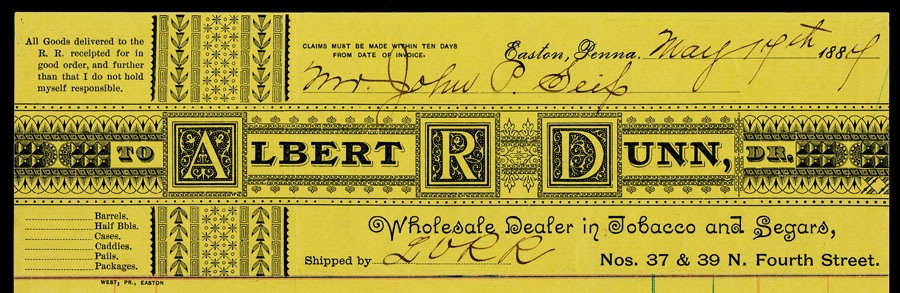 All Goods delivered to the
R. R. receipted for in
good order, and further
than that I do not hold
myself responsible.
CLAIMS MUST BE MADE WITHIN TEN DAYS
FROM DATE OF INVOICE.
Easton, Penna. May 14th 1884
Mr. John P. Seif
TO ALBERT R DUNN, DR.
Barrels.
Half Bbls.
Cases.
Caddies.
Pails.
Packages.
Wholesale Dealer in Tobacco and Segars,
Shipped by LVRR
Nos. 37 & 39 N. Fourth Street.
WEST, PR., EASTON